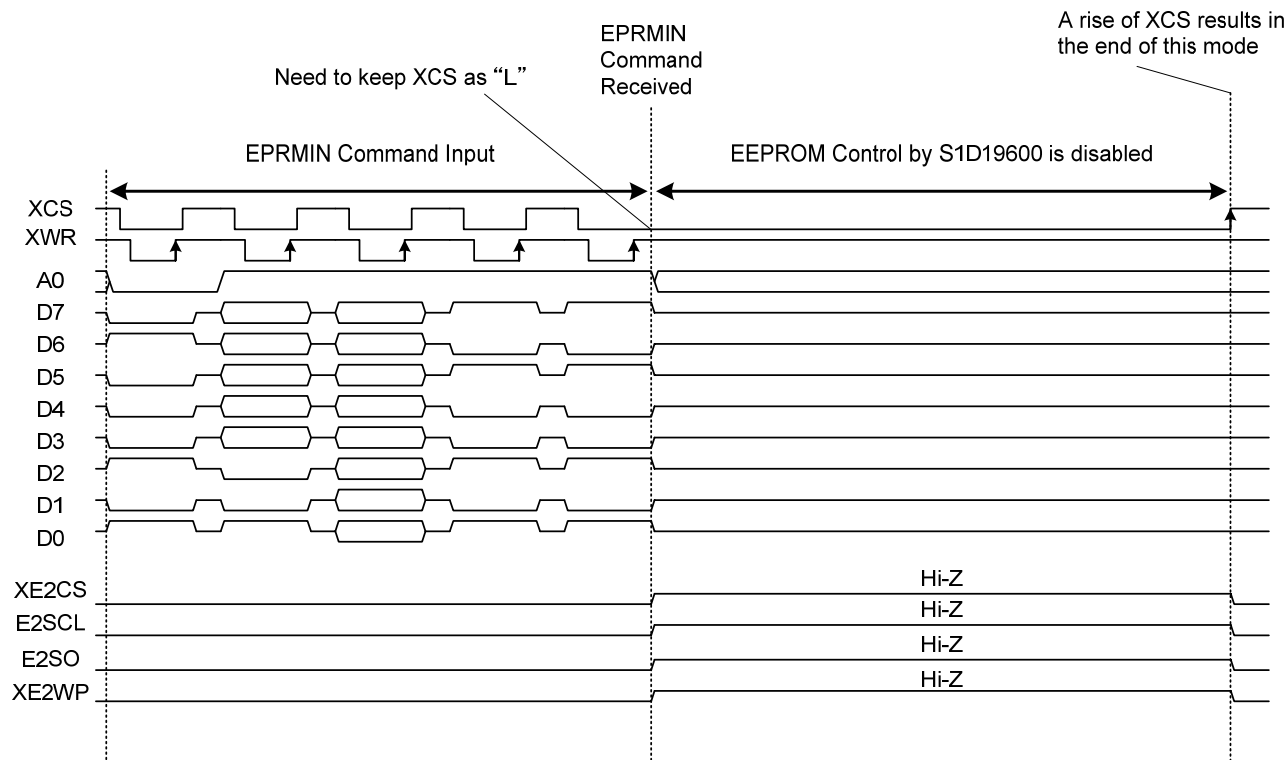 A rise of XCS results in
the end of this mode
EPRMIN
Command
Received
Need to keep XCS as “L”
EPRMIN Command Input
EEPROM Control by S1D19600 is disabled
XCS
XWR
A0
D7
D6
D5
D4
D3
D2
D1
D0
XE2CS
Hi-Z
E2SCL
Hi-Z
E2SO
Hi-Z
XE2WP
Hi-Z